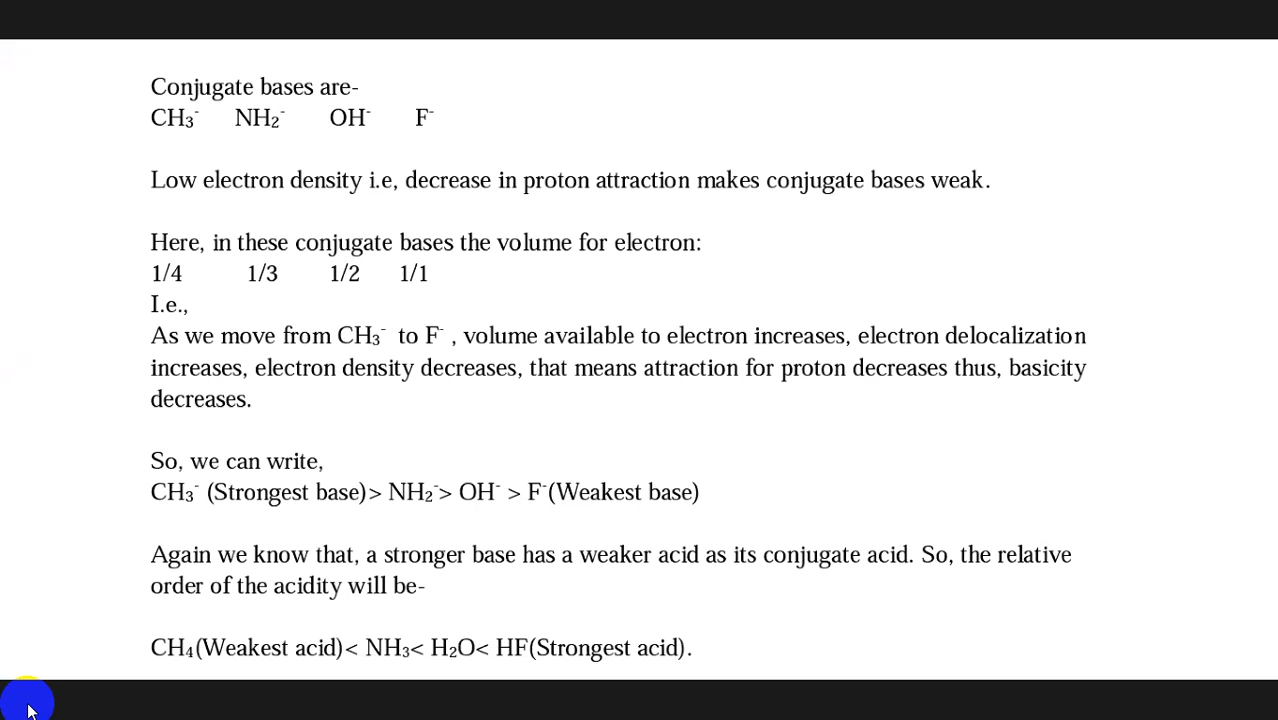 Conjugate bases are-
CH₃⁻ NH₂⁻ OH⁻ F⁻
Low electron density i.e, decrease in proton attraction makes conjugate bases weak.
Here, in these conjugate bases the volume for electron:
1/4 1/3 1/2 1/1
I.e.,
As we move from CH₃⁻ to F⁻ , volume available to electron increases, electron delocalization
increases, electron density decreases, that means attraction for proton decreases thus, basicity
decreases.
So, we can write,
CH₃⁻ (Strongest base)> NH₂⁻> OH⁻ > F⁻(Weakest base)
Again we know that, a stronger base has a weaker acid as its conjugate acid. So, the relative
order of the acidity will be-
CH₄(Weakest acid)< NH₃< H₂O< HF(Strongest acid).